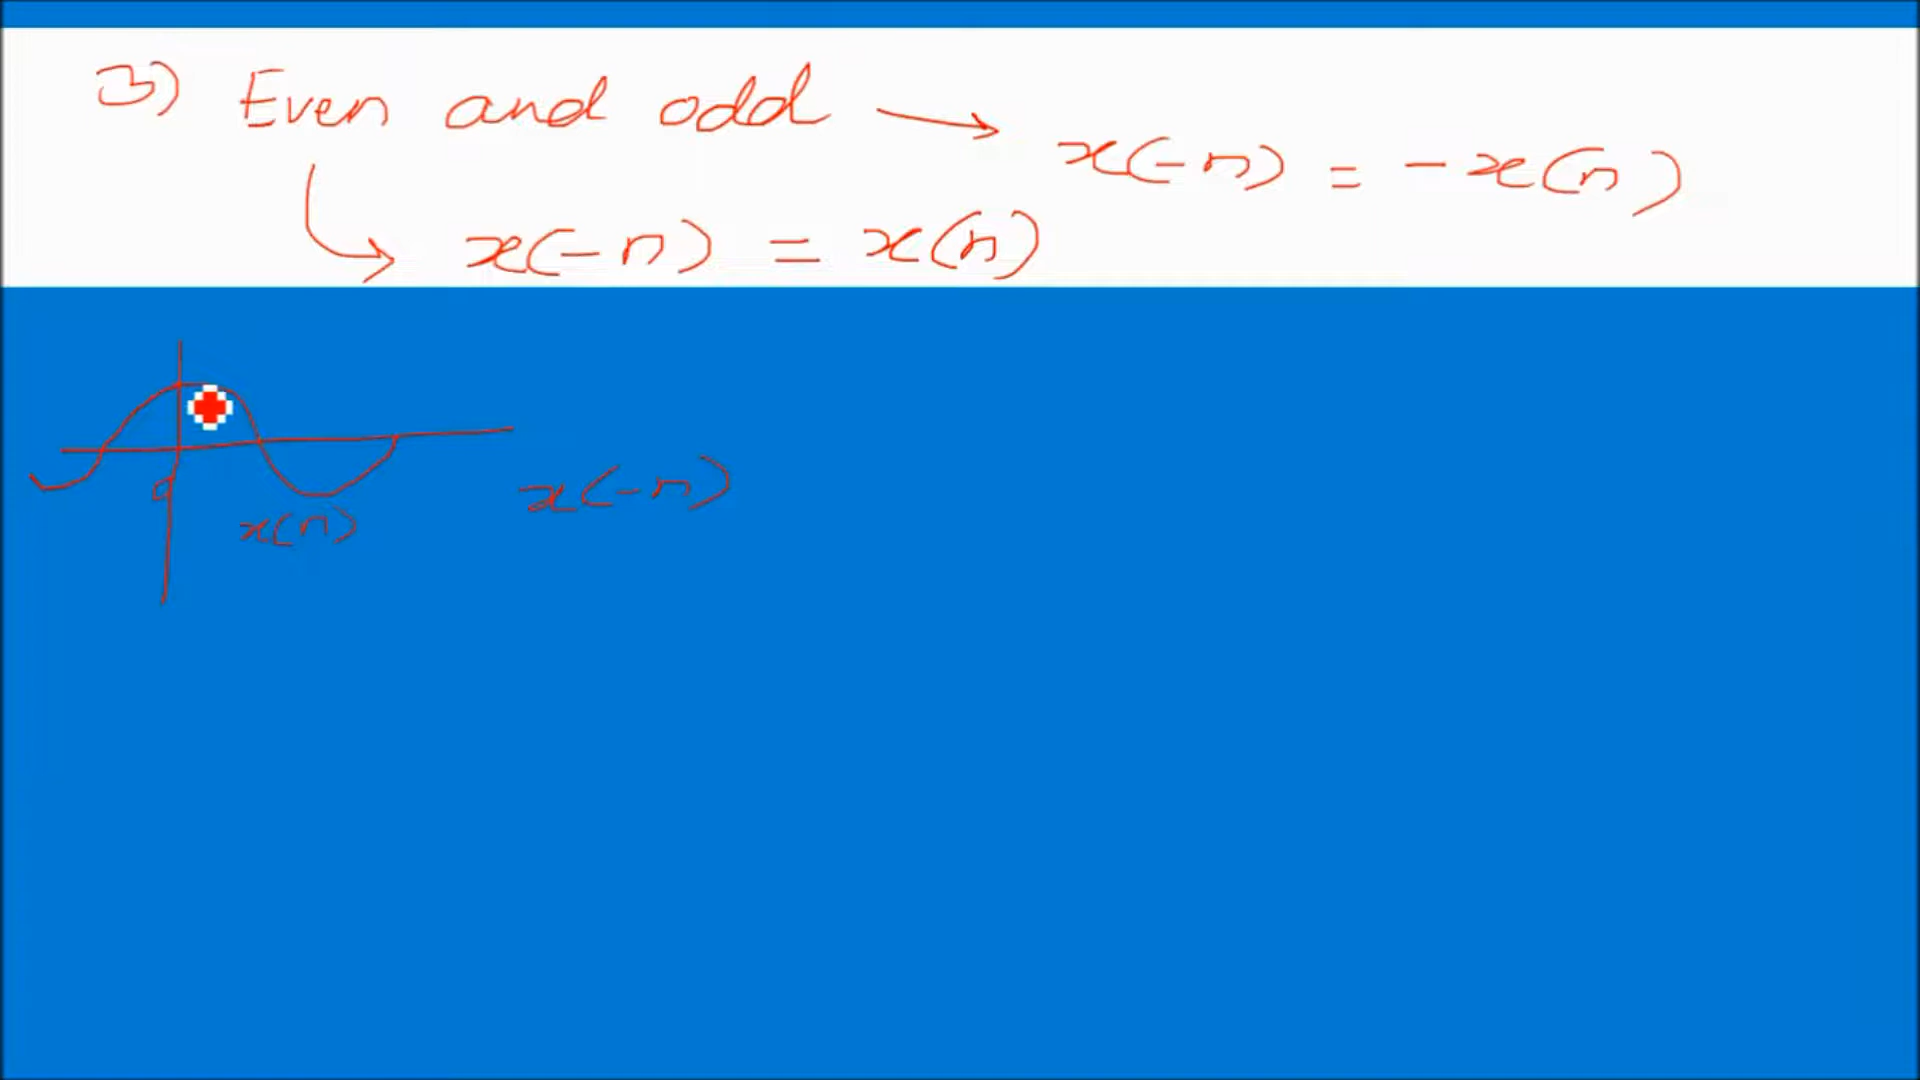 3) Even and odd → x(-n) = -x(n)
↳ x(-n) = x(n)
0
x(n)
x(-n)